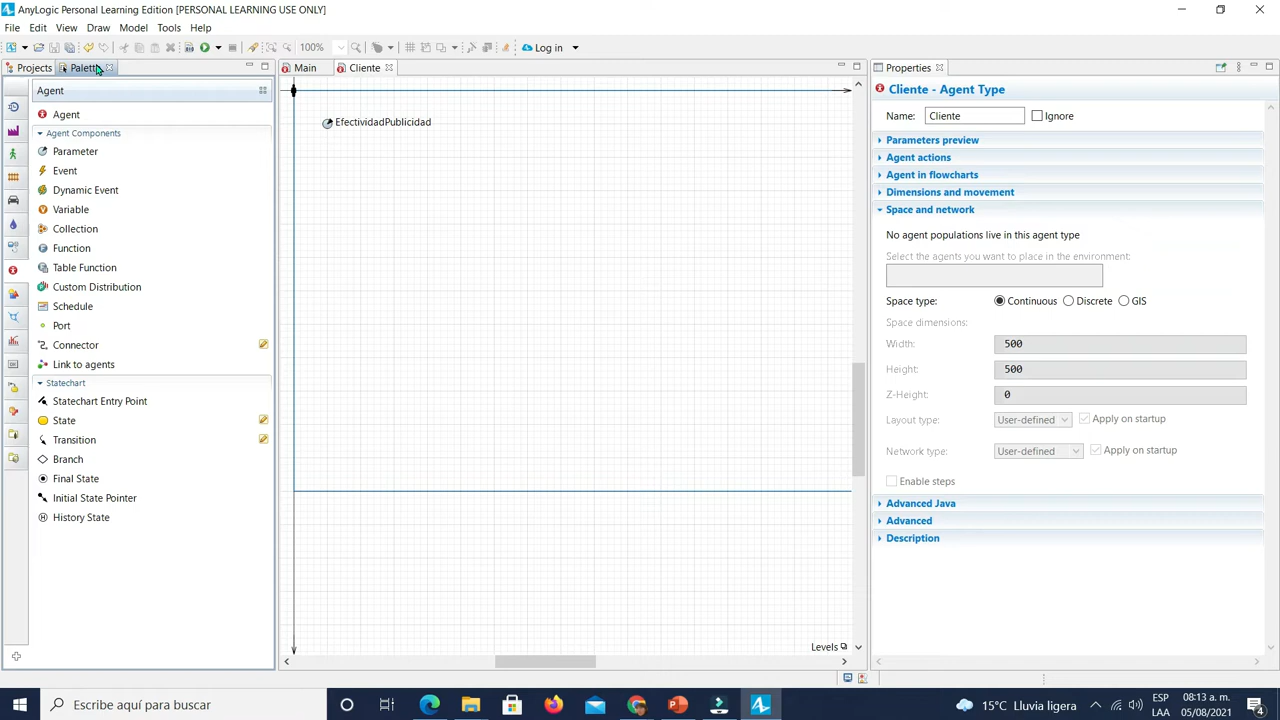 AnyLogic Personal Learning Edition [PERSONAL LEARNING USE ONLY]
File Edit View Draw Model Tools Help
100% Log in
Projects Palette Main Cliente Properties
Agent
Agent
Agent Components
Parameter
Event
Dynamic Event
Variable
Collection
Function
Table Function
Custom Distribution
Schedule
Port
Connector
Link to agents
Statechart
Statechart Entry Point
State
Transition
Branch
Final State
Initial State Pointer
History State
EfectividadPublicidad
Levels
Cliente - Agent Type
Name: Cliente Ignore
Parameters preview
Agent actions
Agent in flowcharts
Dimensions and movement
Space and network
No agent populations live in this agent type
Select the agents you want to place in the environment:
Space type: Continuous Discrete GIS
Space dimensions:
Width: 500
Height: 500
Z-Height: 0
Layout type: User-defined Apply on startup
Network type: User-defined Apply on startup
Enable steps
Advanced Java
Advanced
Description
Escribe aquí para buscar
15°C Lluvia ligera
ESP
LAA
08:13 a. m.
05/08/2021
4